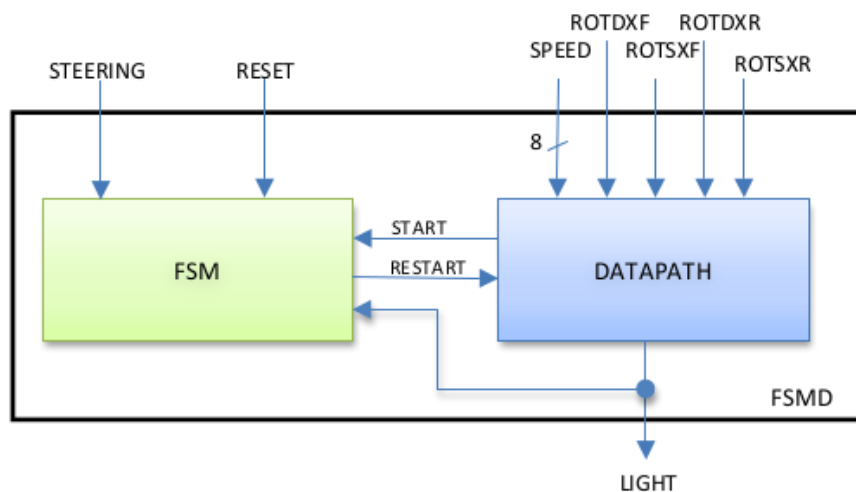 ROTDXF ROTDXR
SPEED ROTSXF
STEERING RESET ROTSXR
8
START
FSM RESTART DATAPATH
FSMD
LIGHT